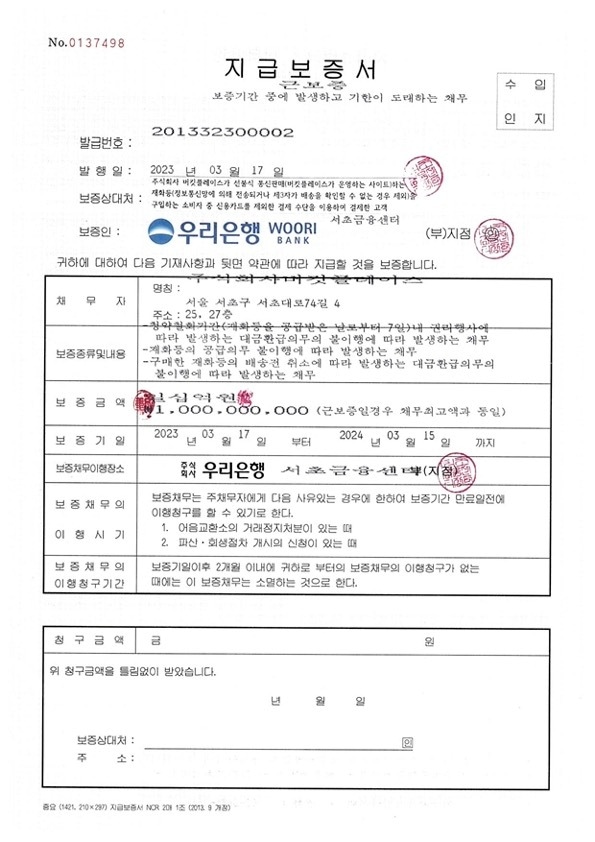 No.0137498
지급보증서
근보증
보증기간 중에 발생하고 기한이 도래하는 채무
수 입
인 지
발급번호 : 201332300002
발 행 일 : 2023 년 03 월 17 일
보증상대처 : 주식회사 버킷플레이스가 선불식 통신판매(버킷플레이스가 운영하는 사이트)하는
재화등(정보통신망에 의해 전송되거나 제3자가 배송을 확인할 수 없는 경우 제외)을
구입하는 소비자 중 신용카드를 제외한 결제 수단을 이용하여 결제한 고객
보증인 : 우리은행 WOORI BANK 서초금융센터 (부)지점 인
귀하에 대하여 다음 기재사항과 뒷면 약관에 따라 지급할 것을 보증합니다.
채 무 자
주식회사버킷플레이스
명칭 :
서울 서초구 서초대로74길 4
주소 : 25, 27층
보증종류및내용
-청약철회기간(재화등을 공급받은 날로부터 7일)내 권리행사에
따라 발생하는 대금환급의무의 불이행에 따라 발생하는 채무
-재화등의 공급의무 불이행에 따라 발생하는 채무
-구매한 재화등의 배송전 취소에 따라 발생하는 대금환급의무의
불이행에 따라 발생하는 채무
보 증 금 액
일십억원
₩1,000,000,000 (근보증일경우 채무최고액과 동일)
보 증 기 일 2023 년 03 월 17 일 부터 2024 년 03 월 15 일 까지
보증채무이행장소 주식회사 우리은행 서초금융센터 부(지점)
보 증 채 무 의
이 행 시 기
보증채무는 주채무자에게 다음 사유있는 경우에 한하여 보증기간 만료일전에
이행청구를 할 수 있기로 한다.
1. 어음교환소의 거래정지처분이 있는 때
2. 파산·회생절차 개시의 신청이 있는 때
보 증 채 무 의
이행청구기간
보증기일이후 2개월 이내에 귀하로 부터의 보증채무의 이행청구가 없는
때에는 이 보증채무는 소멸하는 것으로 한다.
청 구 금 액 금 원
위 청구금액을 틀림없이 받았습니다.
년 월 일
보증상대처 : 인
주 소 :
중요 (1421, 210×297) 지급보증서 NCR 2매 1조 (2013. 9 개정)